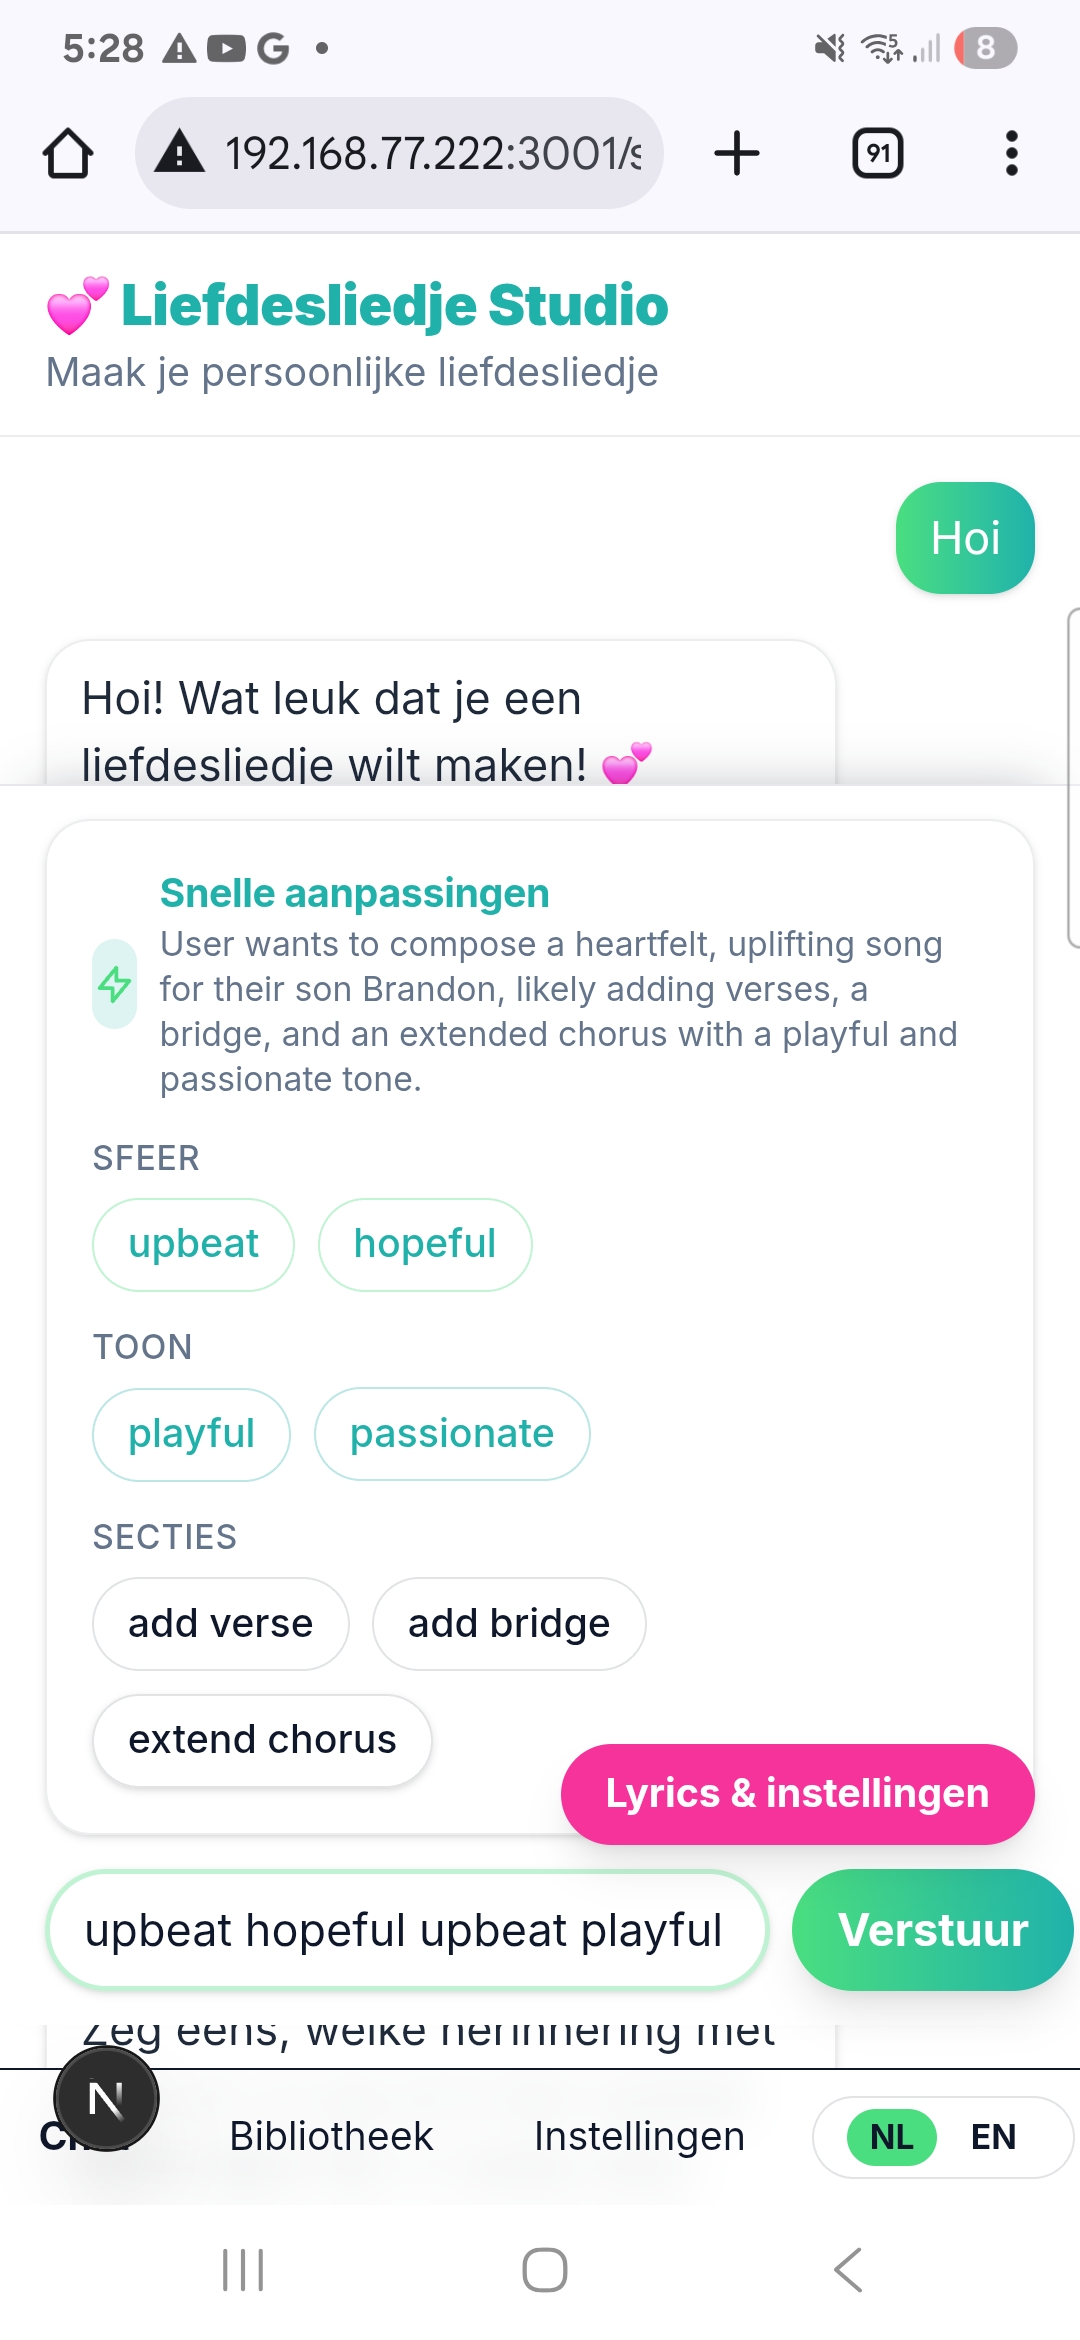 5:28
8
192.168.77.222:3001/s
91
💕 Liefdesliedje Studio
Maak je persoonlijke liefdesliedje
Hoi
Hoi! Wat leuk dat je een
liefdesliedje wilt maken! 💕
Snelle aanpassingen
User wants to compose a heartfelt, uplifting song
for their son Brandon, likely adding verses, a
bridge, and an extended chorus with a playful and
passionate tone.
SFEER
upbeat hopeful
TOON
playful passionate
SECTIES
add verse add bridge
extend chorus
Lyrics & instellingen
upbeat hopeful upbeat playful
Verstuur
Zeg eens, welke herinnering met
N
Bibliotheek Instellingen NL EN